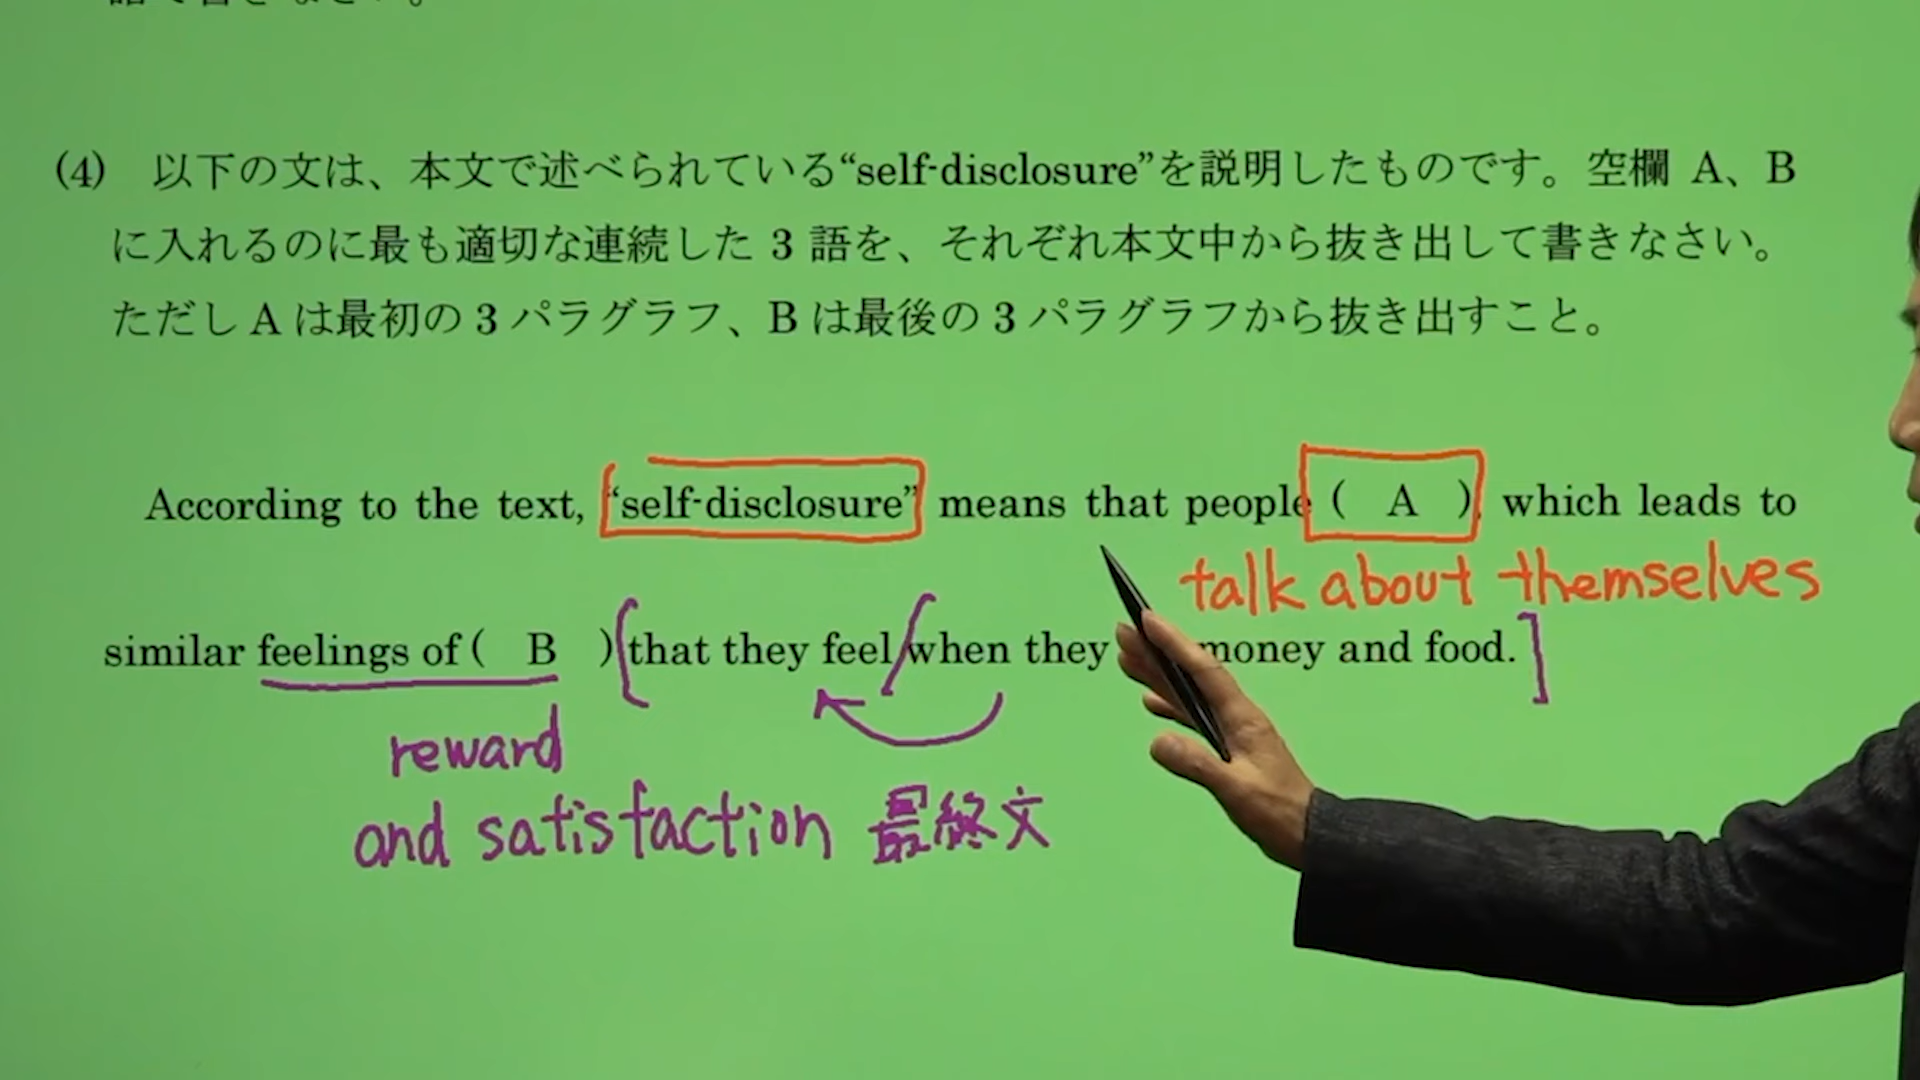 (4) 以下の文は、本文で述べられている“self-disclosure”を説明したものです。空欄 A、B
に入れるのに最も適切な連続した 3 語を、それぞれ本文中から抜き出して書きなさい。
ただし A は最初の 3 パラグラフ、B は最後の 3 パラグラフから抜き出すこと。
According to the text, “self-disclosure” means that people ( A ), which leads to
talk about themselves
similar feelings of ( B ) that they feel when they money and food.
reward
and satisfaction 最終文